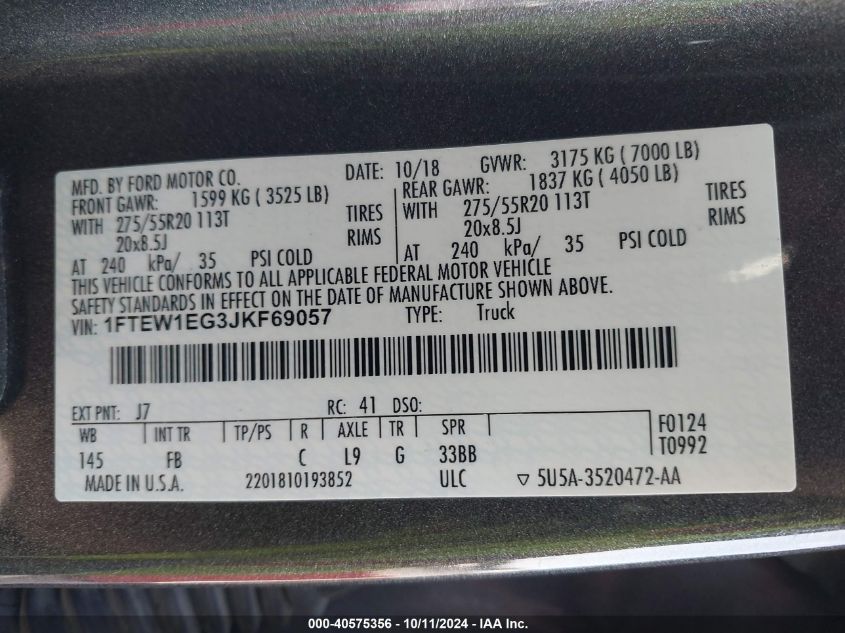 MFD. BY FORD MOTOR CO. DATE: 10/18 GVWR: 3175 KG ( 7000 LB)
FRONT GAWR: 1599 KG ( 3525 LB) REAR GAWR: 1837 KG ( 4050 LB)
WITH 275/55R20 113T TIRES WITH 275/55R20 113T TIRES
20x8.5J RIMS 20x8.5J RIMS
AT 240 kPa/ 35 PSI COLD AT 240 kPa/ 35 PSI COLD
THIS VEHICLE CONFORMS TO ALL APPLICABLE FEDERAL MOTOR VEHICLE
SAFETY STANDARDS IN EFFECT ON THE DATE OF MANUFACTURE SHOWN ABOVE.
VIN: 1FTEW1EG3JKF69057 TYPE: Truck
EXT PNT: J7 RC: 41 DSO:
WB INT TR TP/PS R AXLE TR SPR F0124
145 FB C L9 G 33BB T0992
MADE IN U.S.A. 2201810193852 ULC ▽ 5U5A-3520472-AA
000-40575356 - 10/11/2024 - IAA Inc.